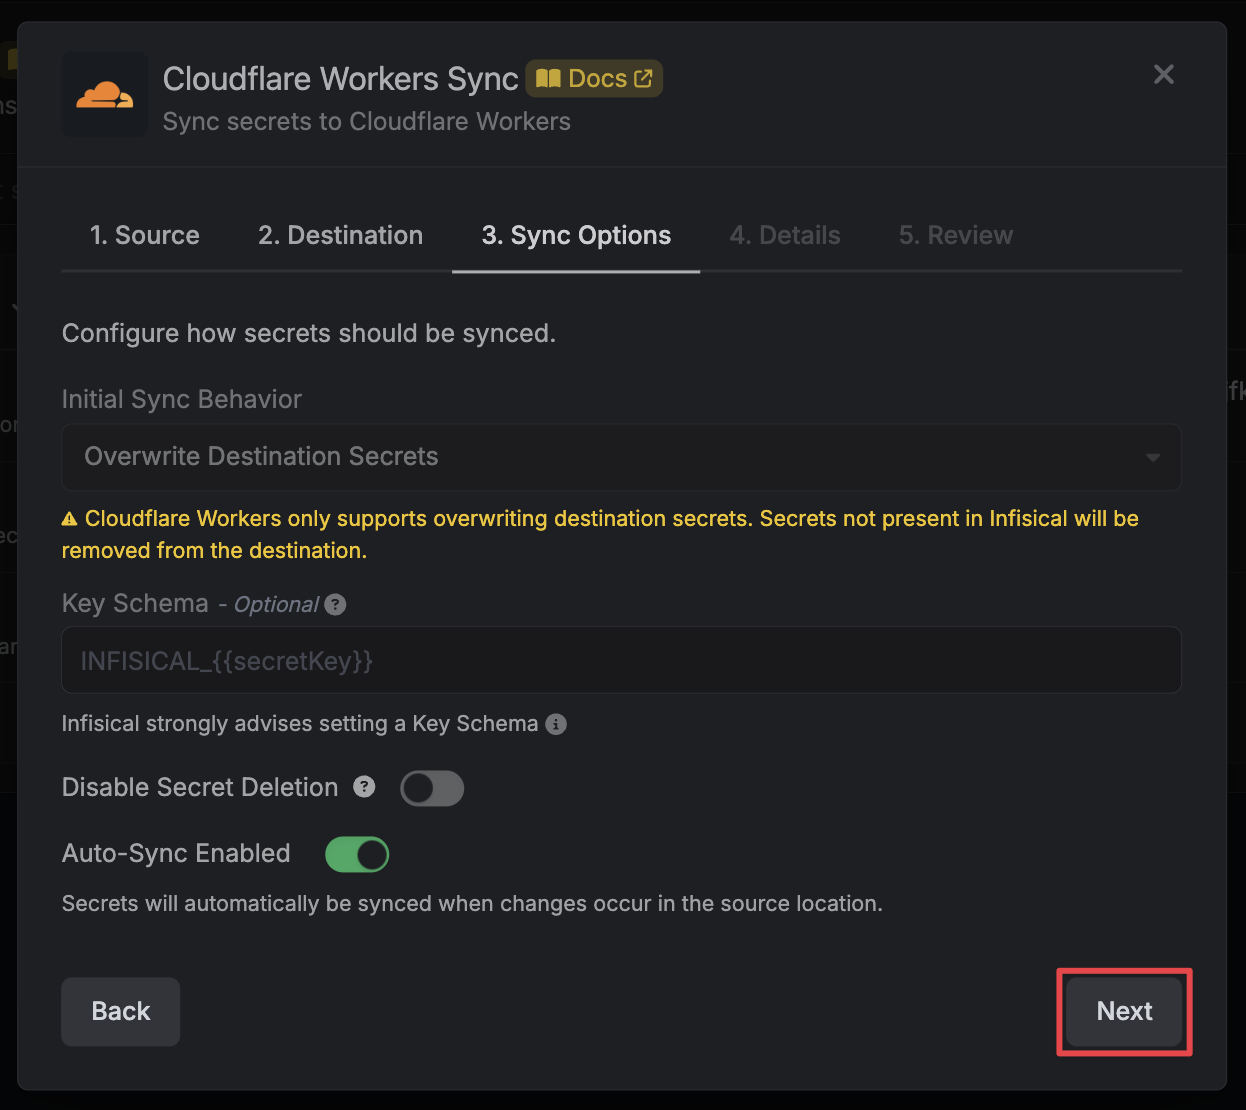 Cloudflare Workers Sync Docs
Sync secrets to Cloudflare Workers
1. Source 2. Destination 3. Sync Options 4. Details 5. Review
Configure how secrets should be synced.
Initial Sync Behavior
Overwrite Destination Secrets
Cloudflare Workers only supports overwriting destination secrets. Secrets not present in Infisical will be
removed from the destination.
Key Schema - Optional ?
INFISICAL_{{secretKey}}
Infisical strongly advises setting a Key Schema
Disable Secret Deletion ?
Auto-Sync Enabled
Secrets will automatically be synced when changes occur in the source location.
Back Next